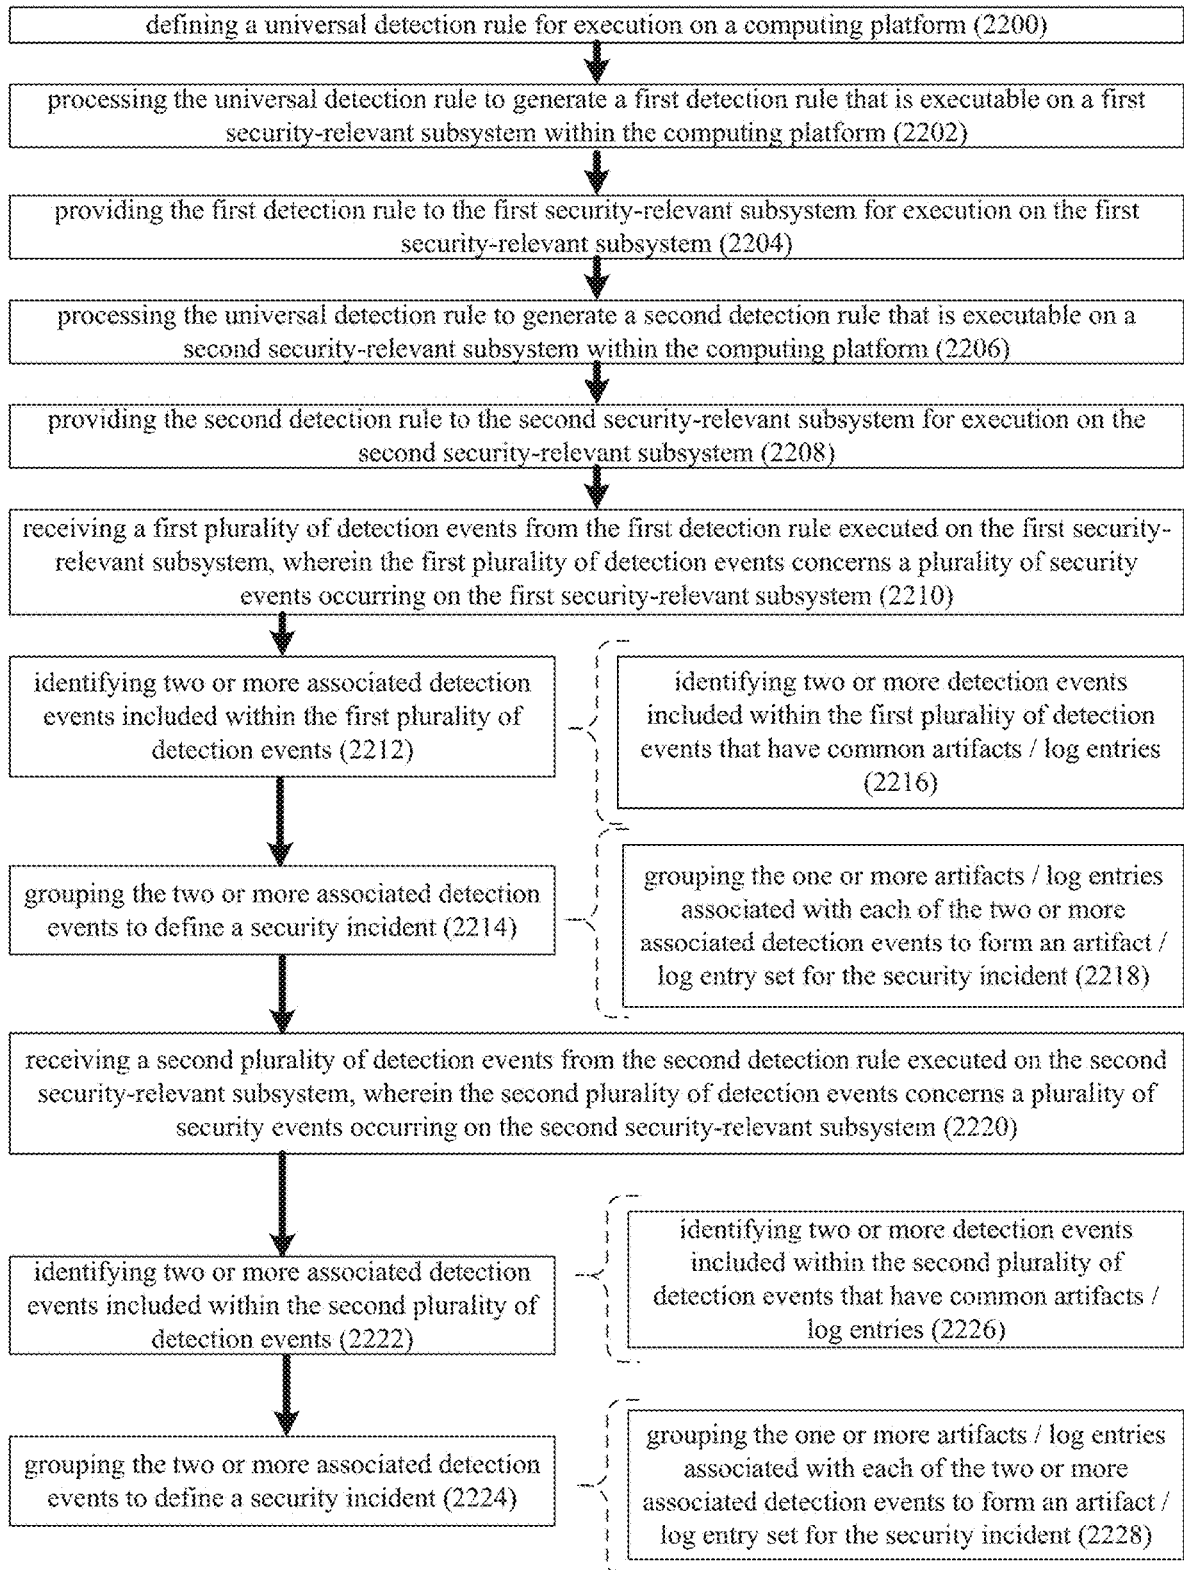 defining a universal detection rule for execution on a computing platform (2200)
processing the universal detection rule to generate a first detection rule that is executable on a first
security-relevant subsystem within the computing platform (2202)
providing the first detection rule to the first security-relevant subsystem for execution on the first
security-relevant subsystem (2204)
processing the universal detection rule to generate a second detection rule that is executable on a
second security-relevant subsystem within the computing platform (2206)
providing the second detection rule to the second security-relevant subsystem for execution on the
second security-relevant subsystem (2208)
receiving a first plurality of detection events from the first detection rule executed on the first security-
relevant subsystem, wherein the first plurality of detection events concerns a plurality of security
events occurring on the first security-relevant subsystem (2210)
identifying two or more associated detection
events included within the first plurality of
detection events (2212)
identifying two or more detection events
included within the first plurality of detection
events that have common artifacts / log entries
(2216)
grouping the two or more associated detection
events to define a security incident (2214)
grouping the one or more artifacts / log entries
associated with each of the two or more
associated detection events to form an artifact /
log entry set for the security incident (2218)
receiving a second plurality of detection events from the second detection rule executed on the second
security-relevant subsystem, wherein the second plurality of detection events concerns a plurality of
security events occurring on the second security-relevant subsystem (2220)
identifying two or more associated detection
events included within the second plurality of
detection events (2222)
identifying two or more detection events
included within the second plurality of
detection events that have common artifacts /
log entries (2226)
grouping the two or more associated detection
events to define a security incident (2224)
grouping the one or more artifacts / log entries
associated with each of the two or more
associated detection events to form an artifact /
log entry set for the security incident (2228)